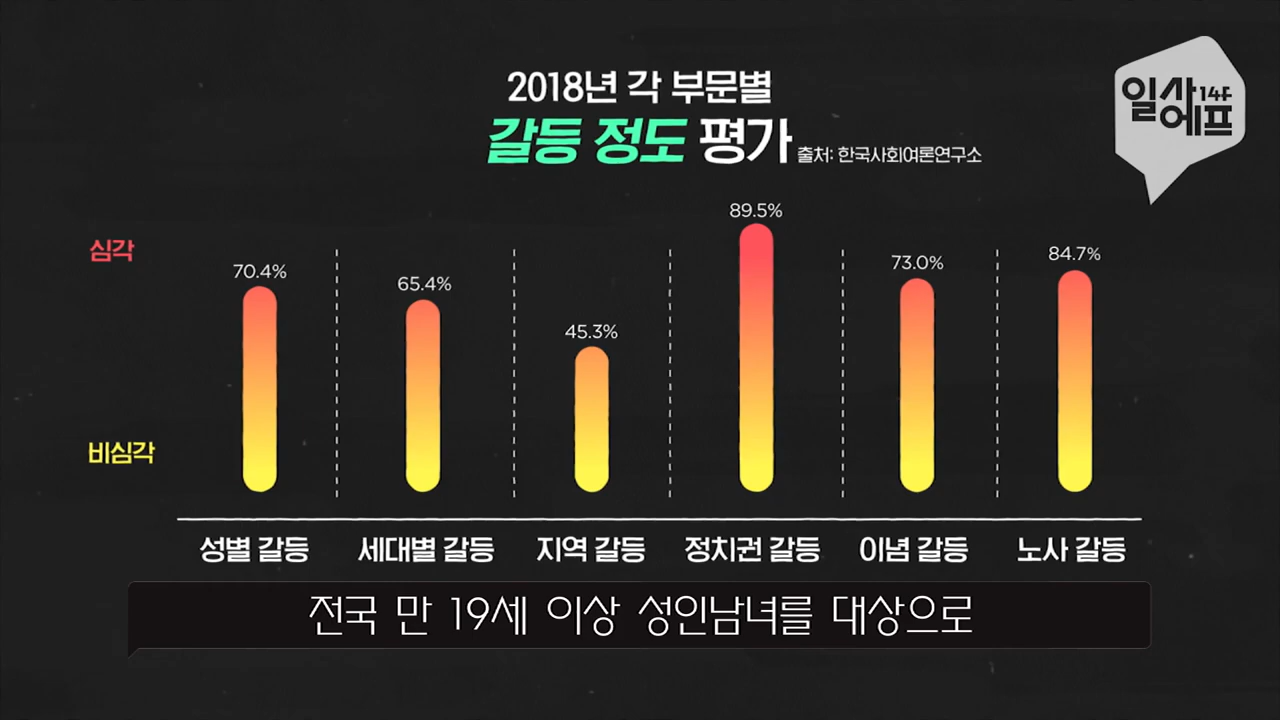 2018년 각 부문별
갈등 정도 평가 출처: 한국사회여론연구소
일사 14F
에프
심각
비심각
70.4%
65.4%
45.3%
89.5%
73.0%
84.7%
성별 갈등
세대별 갈등
지역 갈등
정치권 갈등
이념 갈등
노사 갈등
전국 만 19세 이상 성인남녀를 대상으로